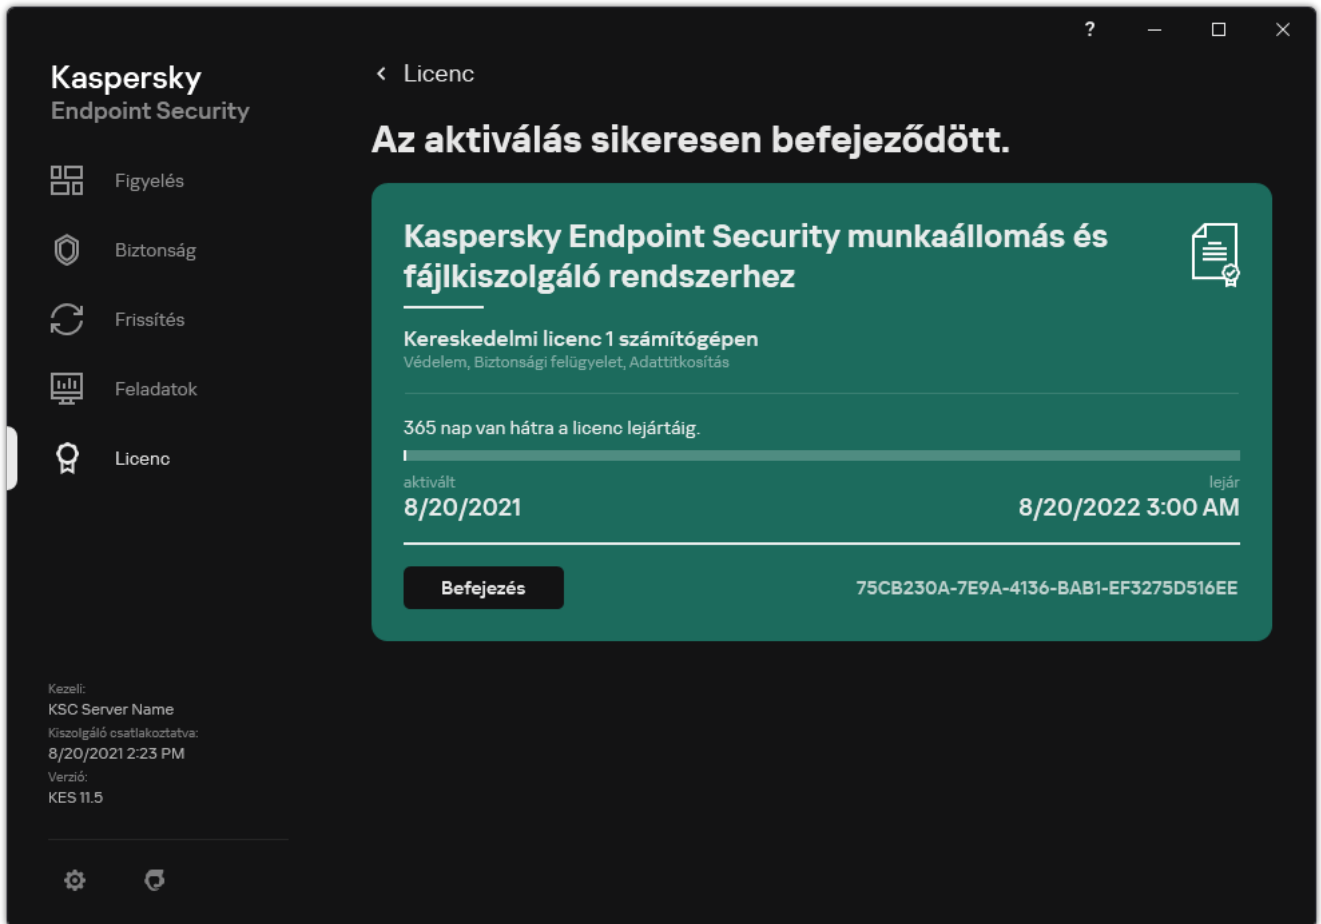 ?
Kaspersky
Endpoint Security
Figyelés
Biztonság
Frissítés
Feladatok
Licenc
Kezeli:
KSC Server Name
Kiszolgáló csatlakoztatva:
8/20/2021 2:23 PM
Verzió:
KES 11.5
Licenc
Az aktiválás sikeresen befejeződött.
Kaspersky Endpoint Security munkaállomás és
fájlkiszolgáló rendszerhez
Kereskedelmi licenc 1 számítógépen
Védelem, Biztonsági felügyelet, Adattitkosítás
365 nap van hátra a licenc lejártáig.
aktivált lejár
8/20/2021 8/20/2022 3:00 AM
Befejezés 75CB230A-7E9A-4136-BAB1-EF3275D516EE